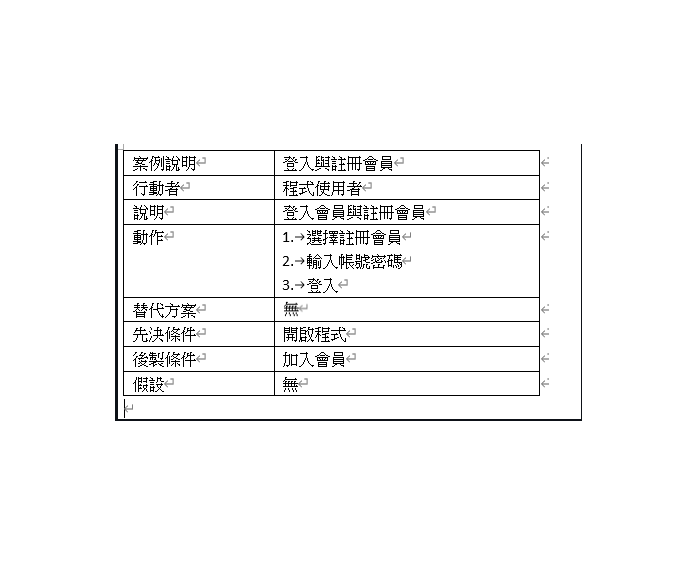 案例說明 登入與註冊會員
行動者 程式使用者
說明 登入會員與註冊會員
動作 1.→選擇註冊會員
2.→輸入帳號密碼
3.→登入
替代方案 無
先決條件 開啟程式
後製條件 加入會員
假設 無